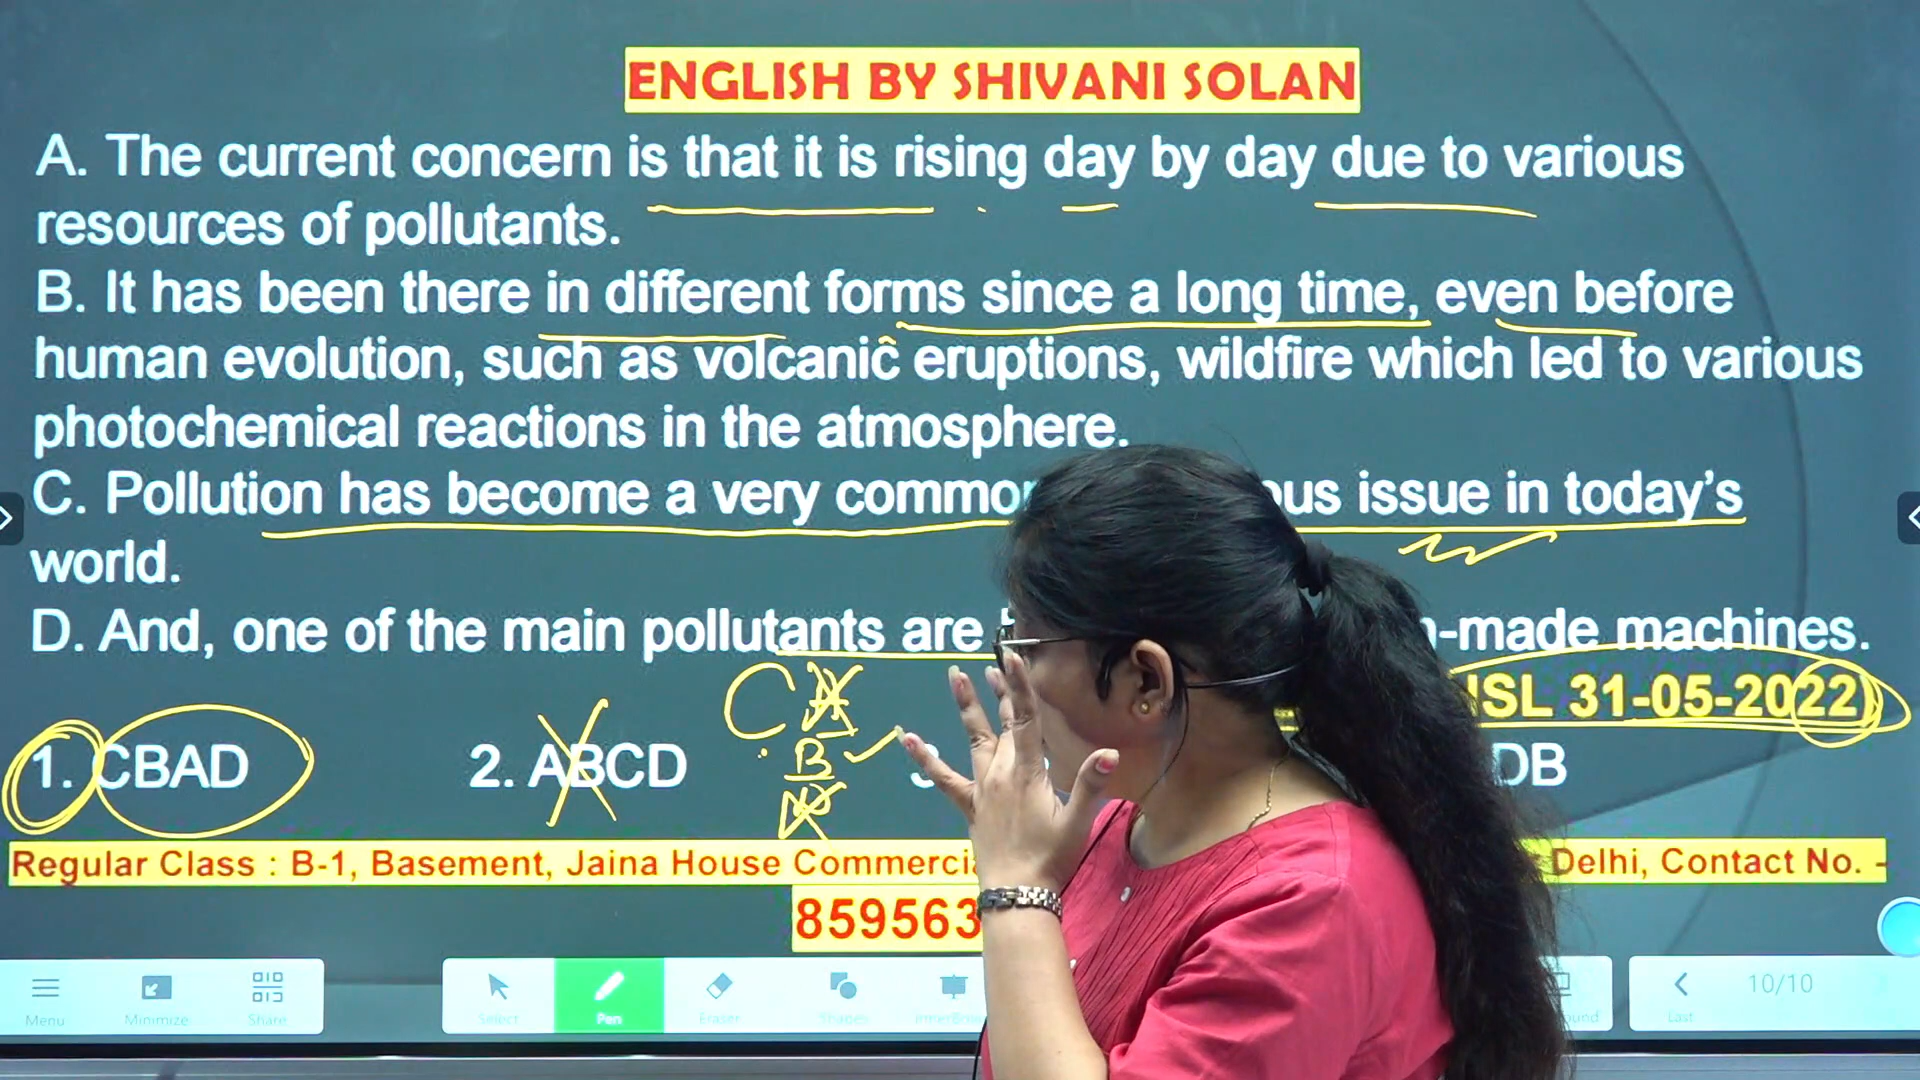 ENGLISH BY SHIVANI SOLAN
A. The current concern is that it is rising day by day due to various
resources of pollutants.
B. It has been there in different forms since a long time, even before
human evolution, such as volcanic eruptions, wildfire which led to various
photochemical reactions in the atmosphere.
C. Pollution has become a very issue in today's
world.
D. And, one of the main pollutants are -made machines.
C
31-05-2022)
1. CBAD 2. ABCD DB
B
Regular Class : B-1, Basement, Jaina House Delhi, Contact No. -
859563
Menu Minimize Share Select Pen Eraser Shapes Last 10/10